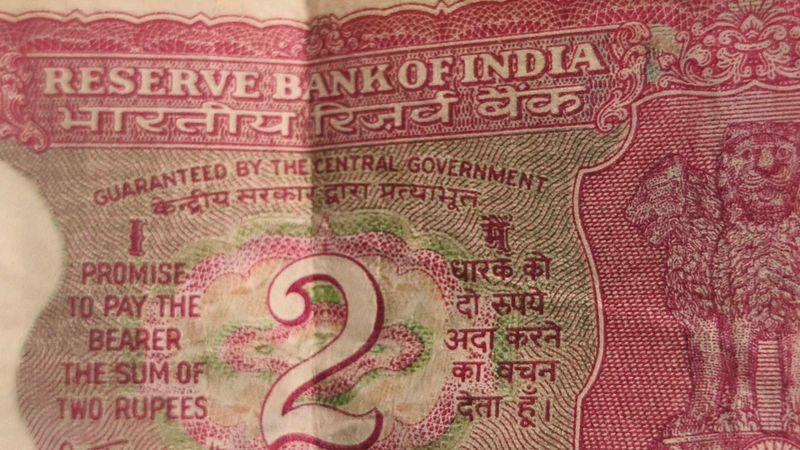 RESERVE BANK OF INDIA
भारतीय रिज़र्व बैंक
GUARANTEED BY THE CENTRAL GOVERNMENT
केन्द्रीय सरकार द्वारा प्रत्याभूत
I
PROMISE
TO PAY THE
BEARER
THE SUM OF
TWO RUPEES
2
मैं
धारक को
दो रुपये
अदा करने
का वचन
देता हूँ।